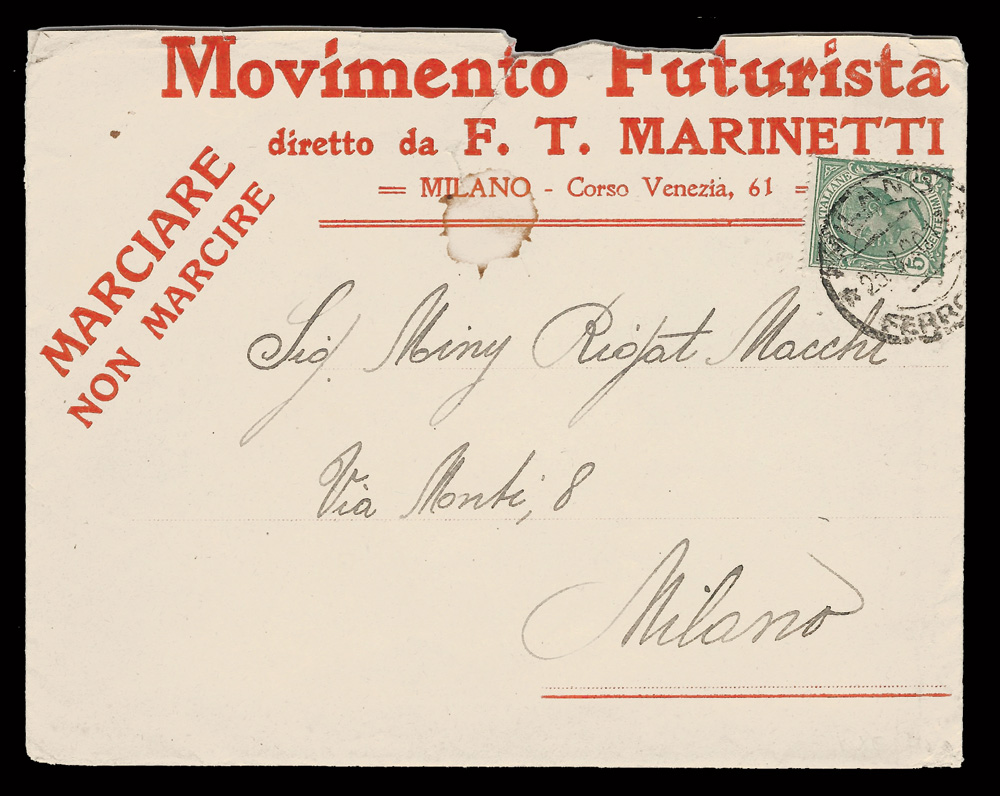 Movimento Futurista
diretto da F. T. MARINETTI
= MILANO - Corso Venezia, 61 =
MARCIARE
NON MARCIRE
Sig. Miny Riofat Macchi
Via Monti, 8
Milano